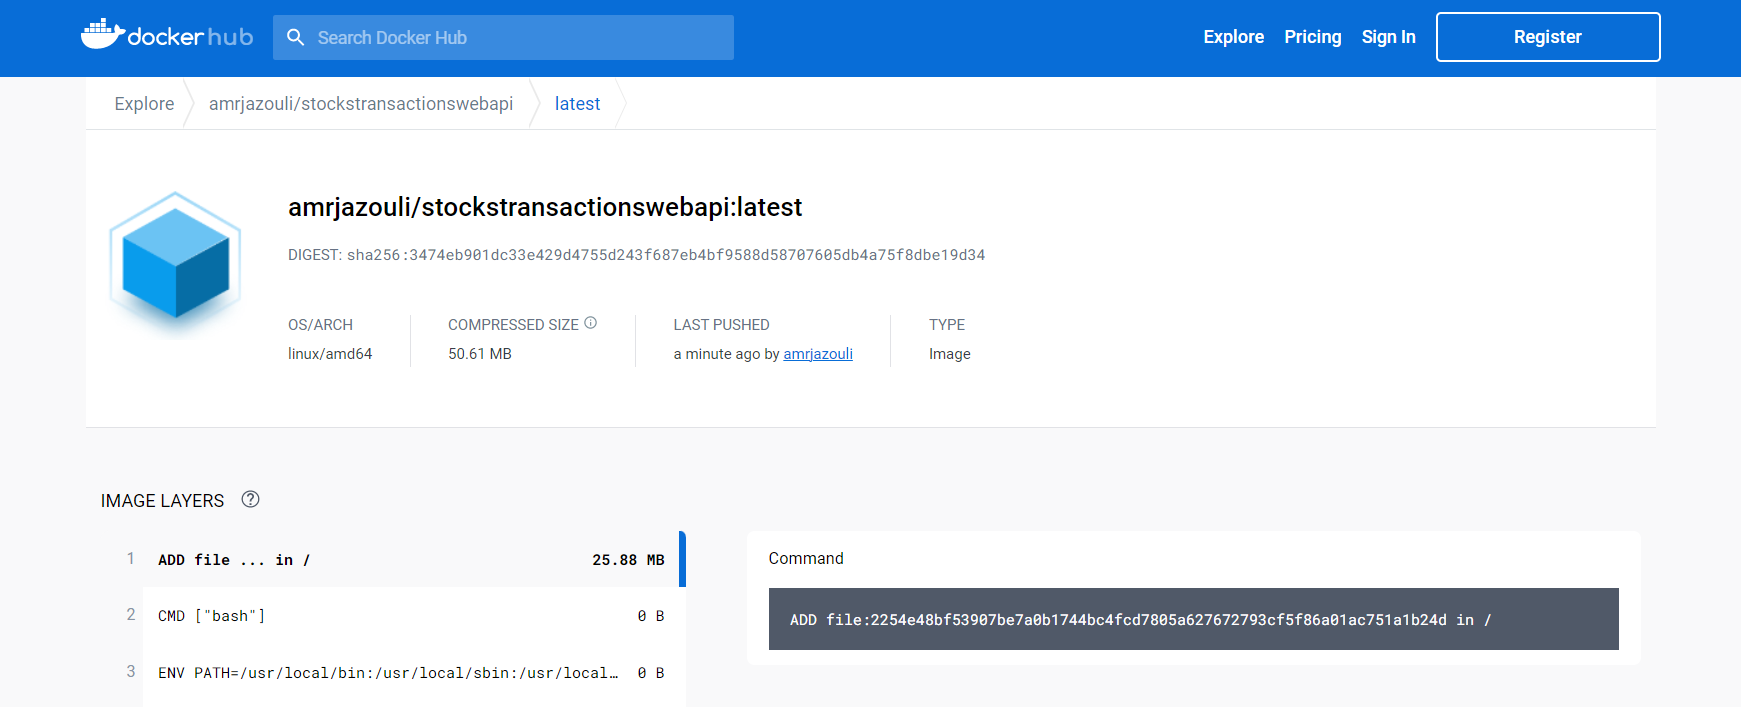 docker hub
Search Docker Hub
Explore
Pricing
Sign In
Register
Explore
amrjazouli/stockstransactionswebapi
latest
amrjazouli/stockstransactionswebapi:latest
DIGEST: sha256:3474eb901dc33e429d4755d243f687eb4bf9588d58707605db4a75f8dbe19d34
OS/ARCH
linux/amd64
COMPRESSED SIZE
50.61 MB
LAST PUSHED
a minute ago by amrjazouli
TYPE
Image
IMAGE LAYERS
1 ADD file ... in / 25.88 MB
2 CMD ["bash"] 0 B
3 ENV PATH=/usr/local/bin:/usr/local/sbin:/usr/local… 0 B
Command
ADD file:2254e48bf53907be7a0b1744bc4fcd7805a627672793cf5f86a01ac751a1b24d in /